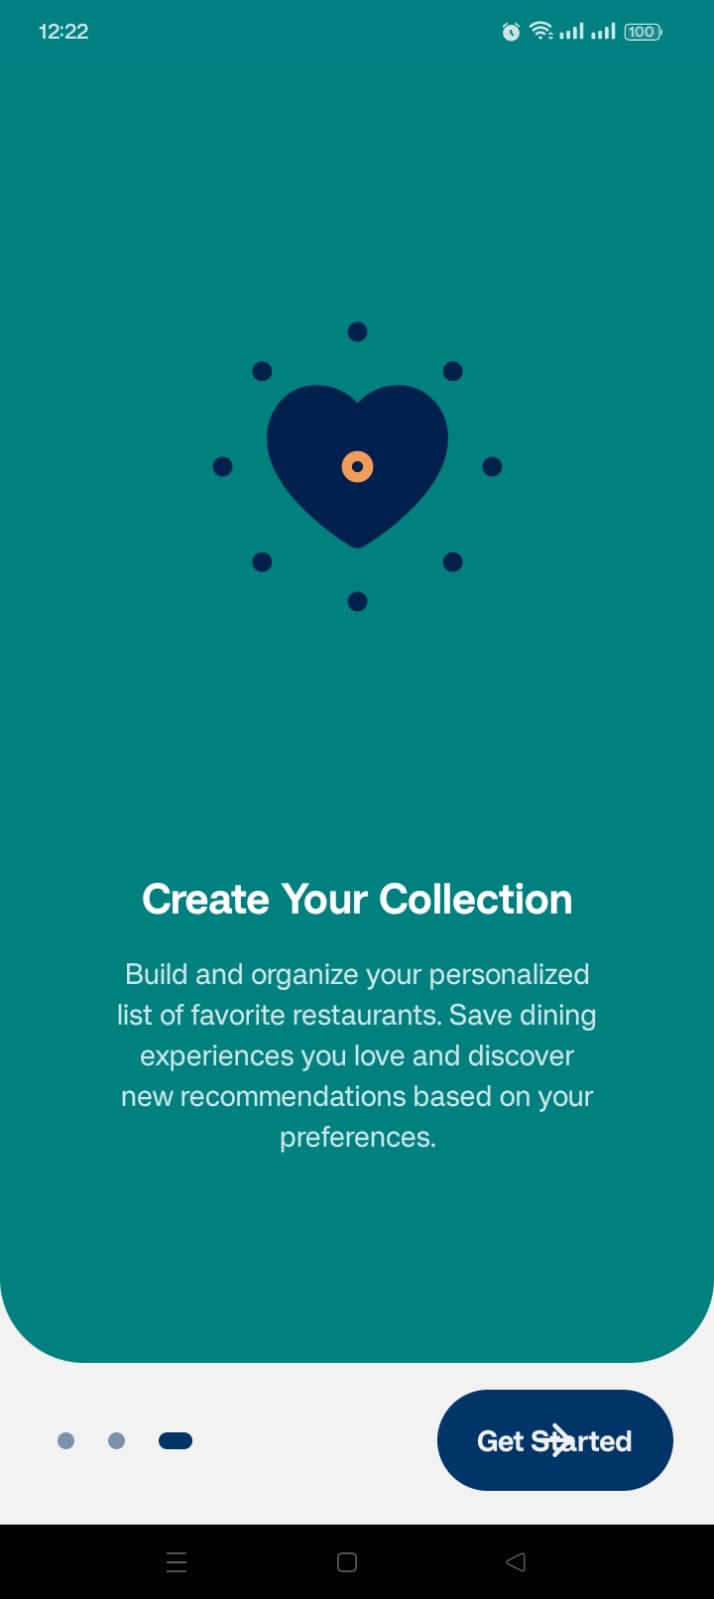 12:22
100
Create Your Collection
Build and organize your personalized
list of favorite restaurants. Save dining
experiences you love and discover
new recommendations based on your
preferences.
Get Started